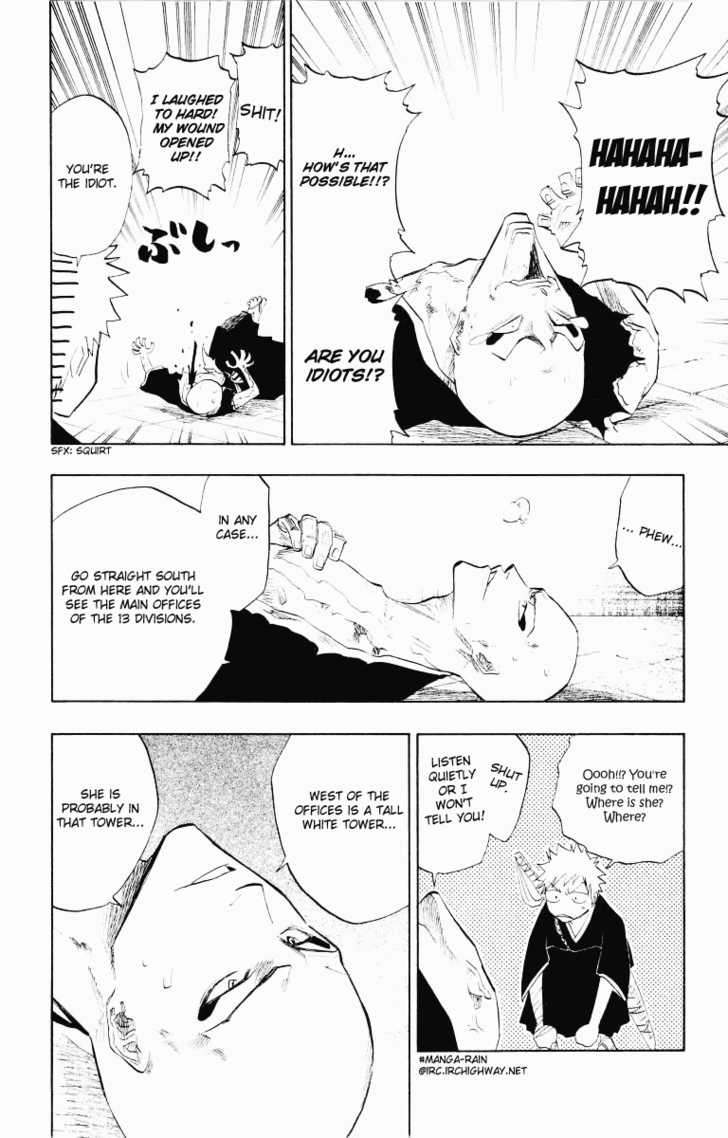 HAHAHA-
HAHAH!!
H...
HOW'S THAT
POSSIBLE!!?
ARE YOU
IDIOTS!?
SHIT!
I LAUGHED
TO HARD!
MY WOUND
OPENED
UP!!
YOU'RE
THE IDIOT.
ぶしっ
SFX: SQUIRT
... PHEW...
IN ANY
CASE...
GO STRAIGHT SOUTH
FROM HERE AND YOU'LL
SEE THE MAIN OFFICES
OF THE 13 DIVISIONS.
Oooh!!? You're
going to tell me!?
Where is she?
Where?
SHUT
UP.
LISTEN
QUIETLY
OR I
WON'T
TELL YOU!
#MANGA-RAIN
@IRC.IRCHIGHWAY.NET
WEST OF THE
OFFICES IS A TALL
WHITE TOWER...
SHE IS
PROBABLY IN
THAT TOWER...